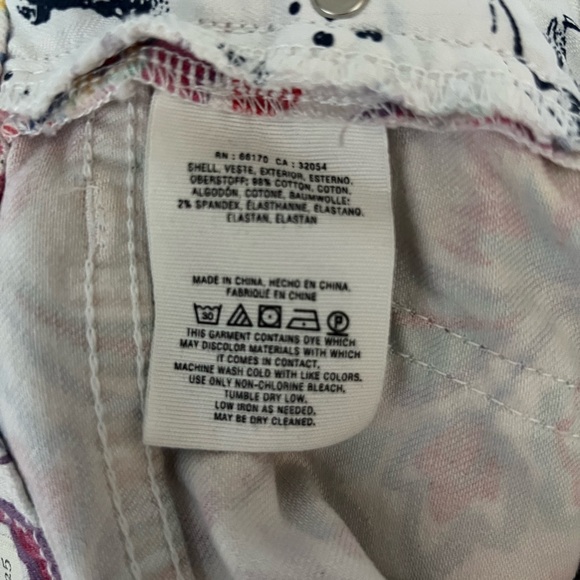 RN : 66170 CA : 32054
SHELL, VESTE, EXTERIOR, ESTERNO,
OBERSTOFF: 98% COTTON, COTON,
ALGODÓN, COTONE, BAUMWOLLE;
2% SPANDEX, ÉLASTHANNE, ELASTANO,
ELASTAN, ELASTAN
MADE IN CHINA, HECHO EN CHINA,
FABRIQUÉ EN CHINE
30 P
THIS GARMENT CONTAINS DYE WHICH
MAY DISCOLOR MATERIALS WITH WHICH
IT COMES IN CONTACT.
MACHINE WASH COLD WITH LIKE COLORS.
USE ONLY NON-CHLORINE BLEACH.
TUMBLE DRY LOW.
LOW IRON AS NEEDED.
MAY BE DRY CLEANED.
25